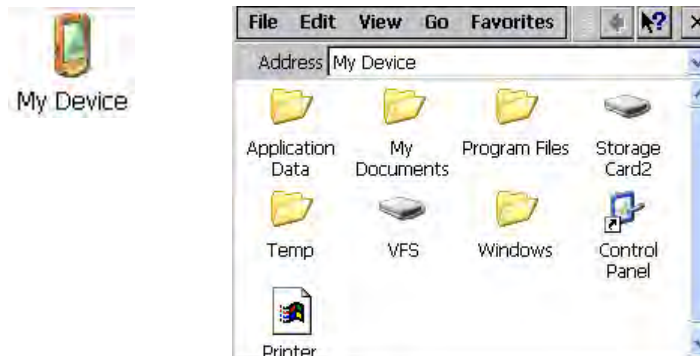 My Device
File Edit View Go Favorites ?
Address My Device
Application Data
My Documents
Program Files
Storage Card2
Temp
VFS
Windows
Control Panel
Printer